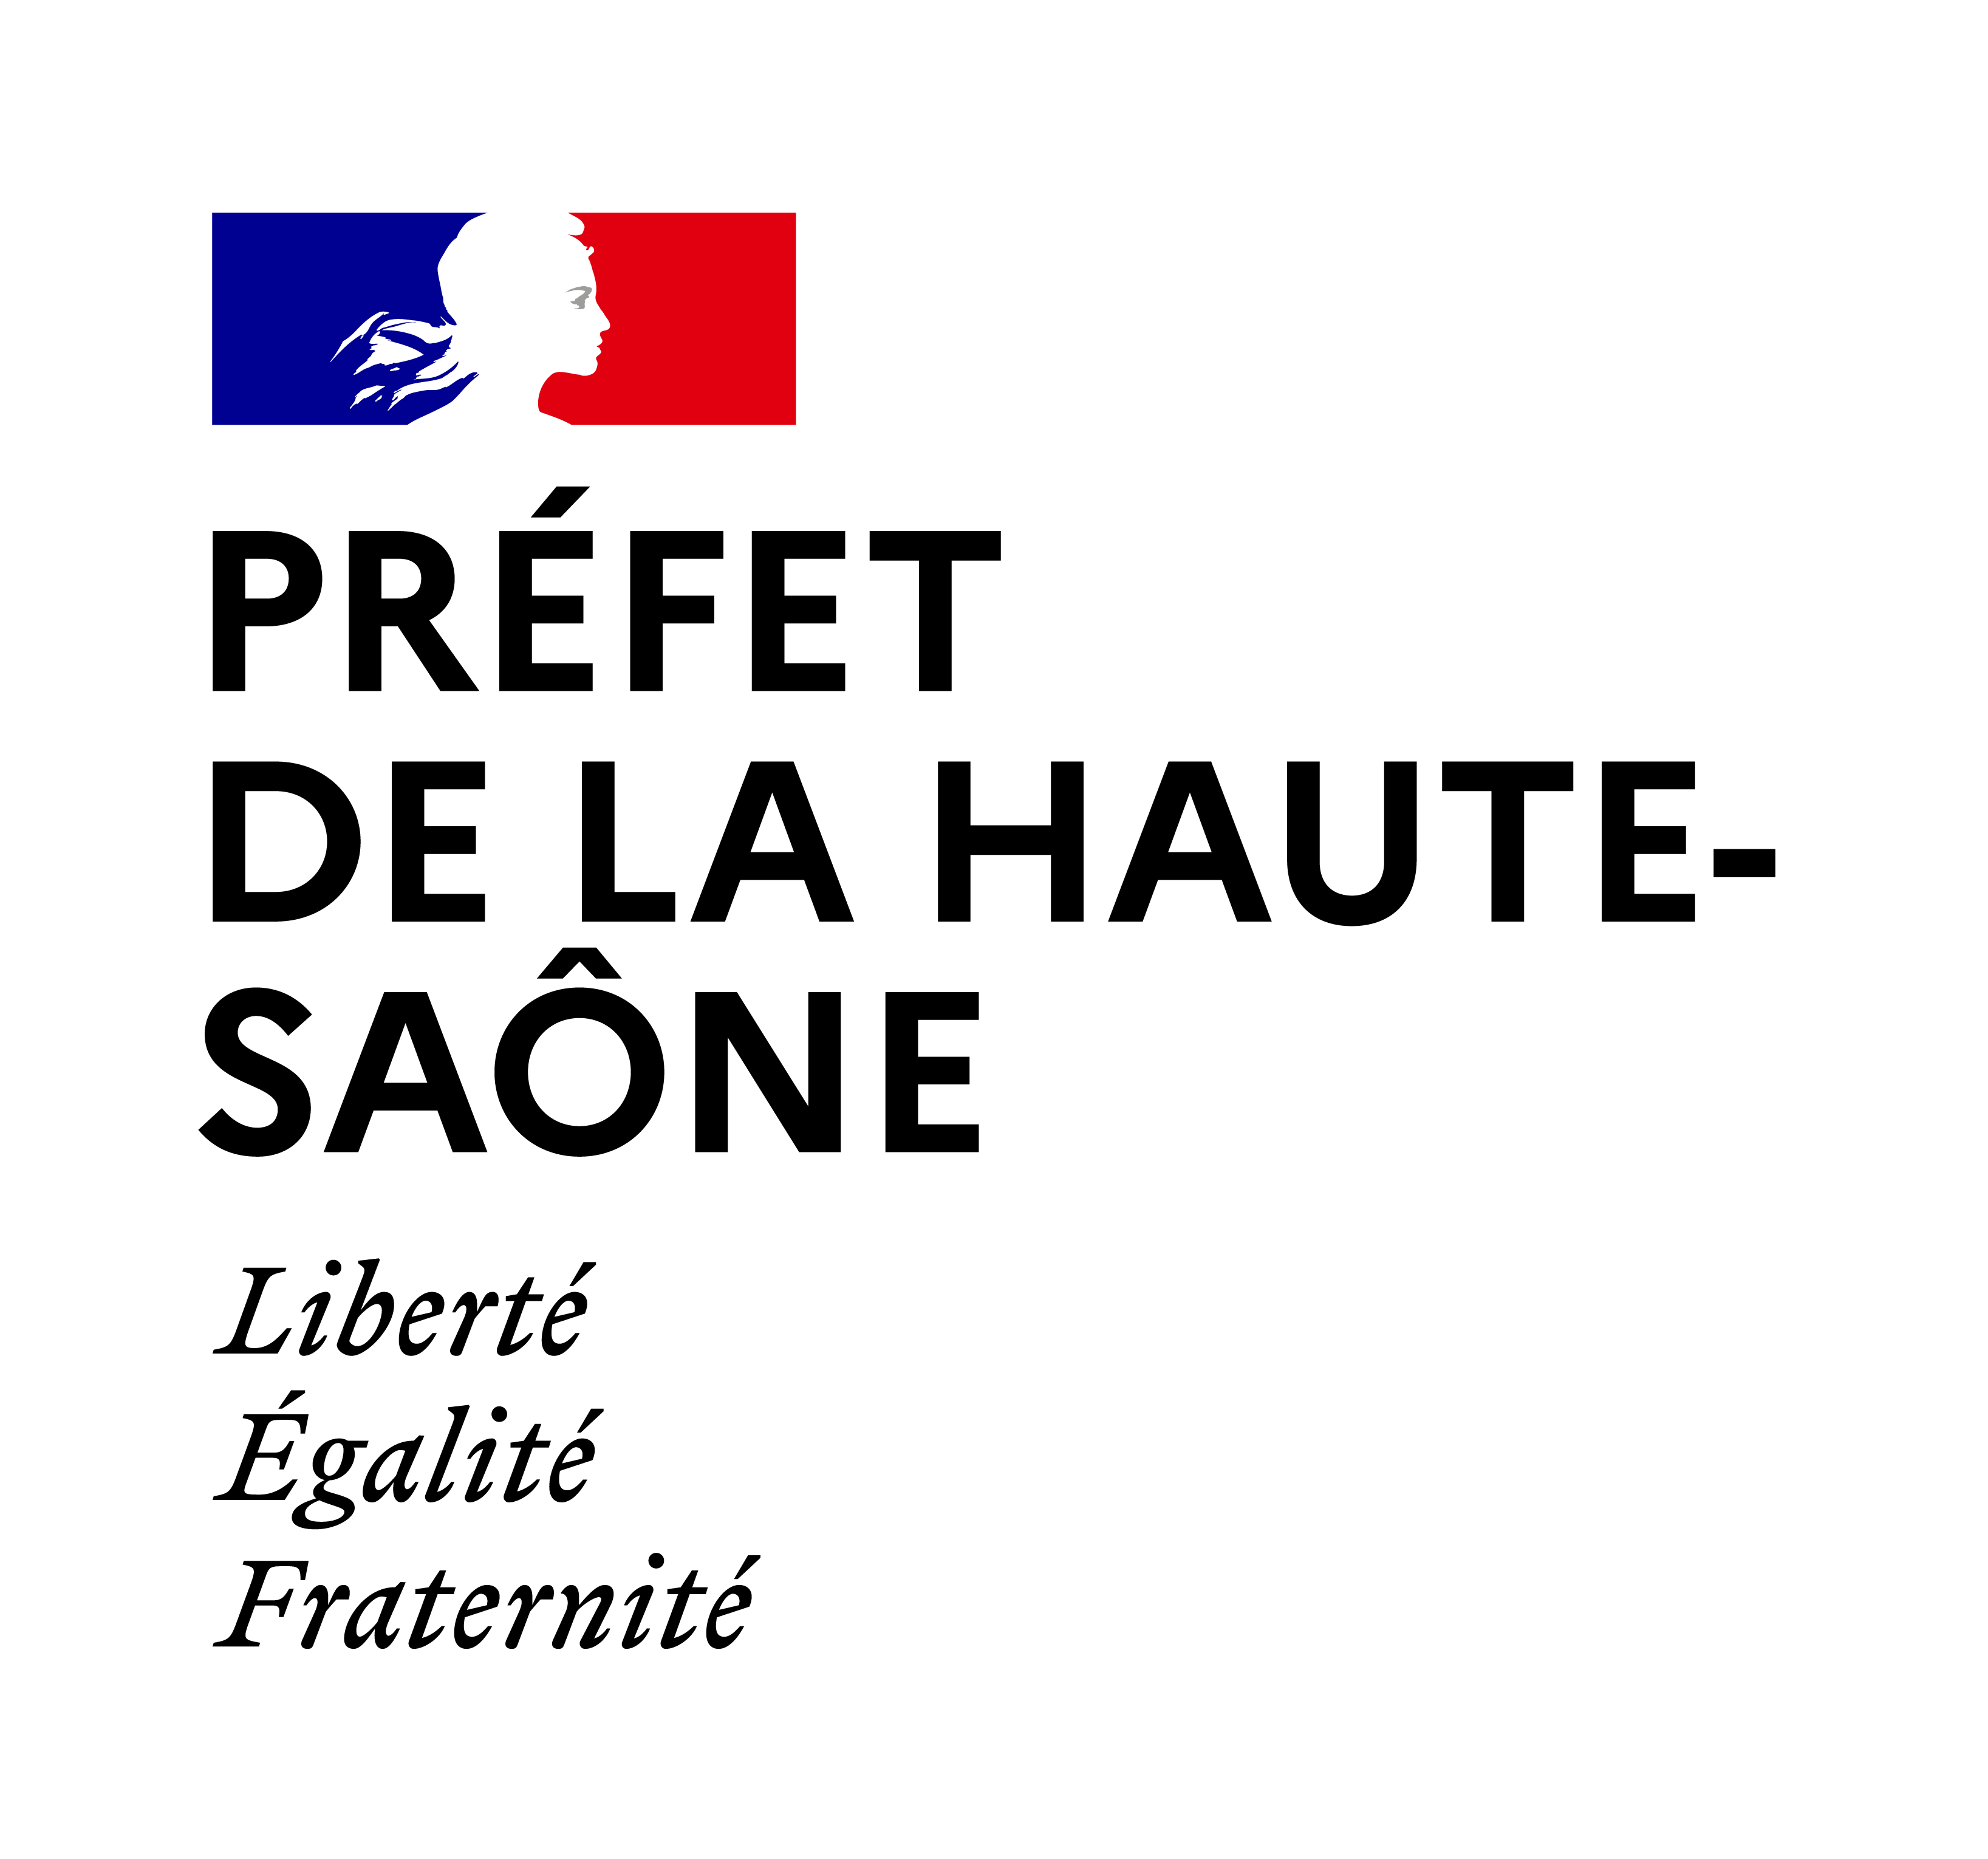 PRÉFET
DE LA HAUTE-
SAÔNE
Liberté
Égalité
Fraternité